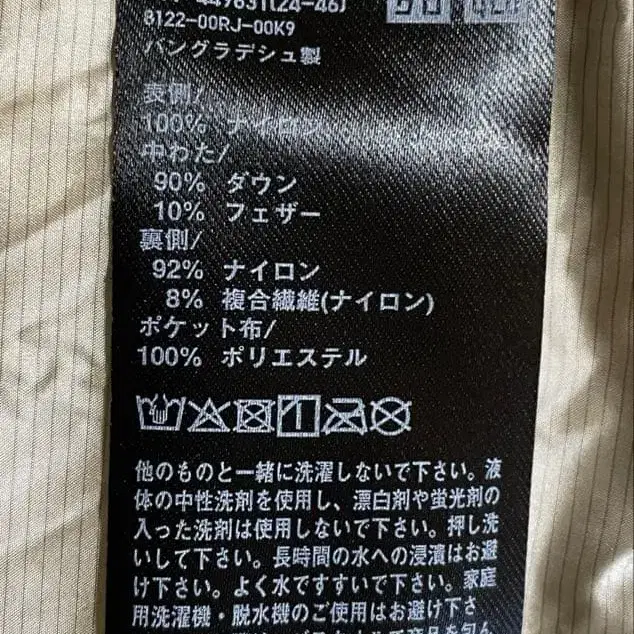 8122-00RJ-00K9
バングラデシュ製
表側/
100% ナイロン
中わた/
90% ダウン
10% フェザー
裏側/
92% ナイロン
8% 複合繊維(ナイロン)
ポケット布/
100% ポリエステル
他のものと一緒に洗濯しないで下さい。液
体の中性洗剤を使用し、漂白剤や蛍光剤の
入った洗剤は使用しないで下さい。押し洗
いして下さい。長時間の水への浸漬はお避
け下さい。よく水ですすいで下さい。家庭
用洗濯機・脱水機のご使用はお避け下さ